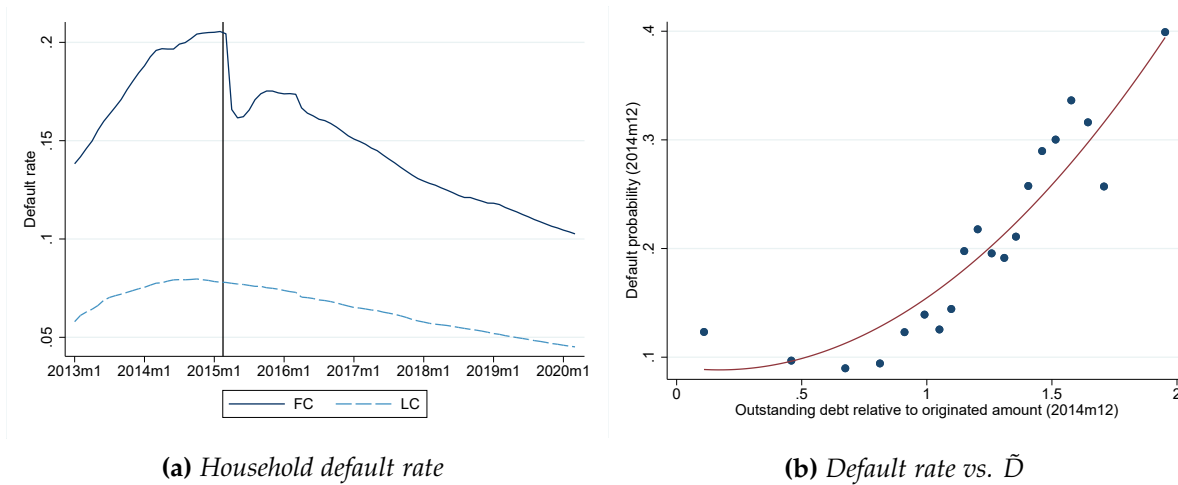 Default rate
.2
.15
.1
.05
2013m1 2014m1 2015m1 2016m1 2017m1 2018m1 2019m1 2020m1
FC LC
(a) Household default rate
Default probability (2014m12)
.4
.3
.2
.1
0 .5 1 1.5 2
Outstanding debt relative to originated amount (2014m12)
(b) Default rate vs. D̃